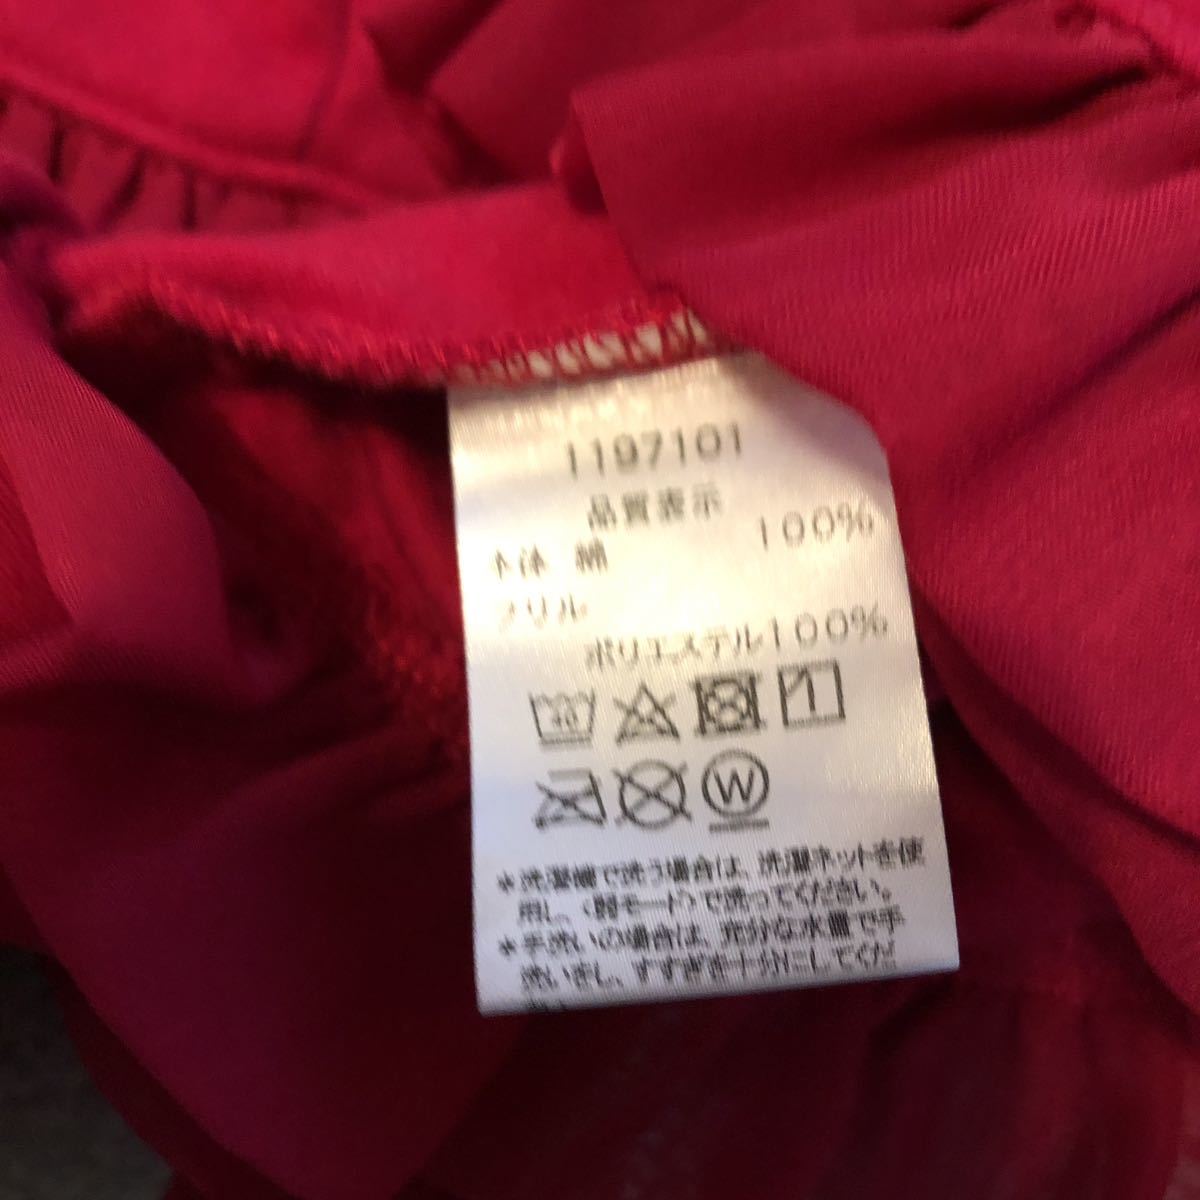 1197101
品質表示
本体 綿 100%
フリル
ポリエステル100%
40
W
*洗濯機で洗う場合は、洗濯ネットを使
用し、〈弱モード〉で洗ってください。
*手洗いの場合は、充分な水量で手
洗いをし、すすぎを十分にしてくだ